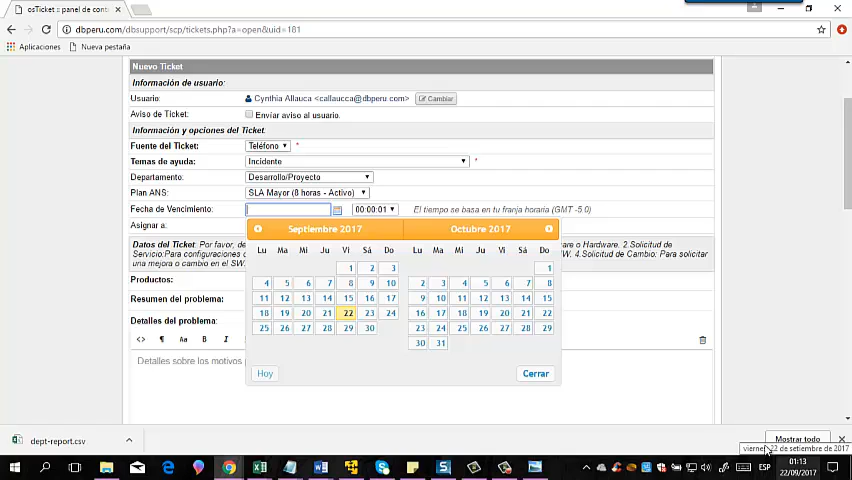 osTicket :: panel de cont
dbperu.com/dbsupport/scp/tickets.php?a=open&uid=181
Aplicaciones Nueva pestaña
Nuevo Ticket
Información de usuario:
Usuario: Cynthia Allauca <callaucca@dbperu.com> Cambiar
Aviso de Ticket: Envíar aviso al usuario.
Información y opciones del Ticket.
Fuente del Ticket: Teléfono *
Temas de ayuda: Incidente *
Departamento: Desarrollo/Proyecto
Plan ANS: SLA Mayor (8 horas - Activo)
Fecha de Vencimiento: 00:00:01 El tiempo se basa en tu franja horaria (GMT -5.0)
Asignar a:
Septiembre 2017 Octubre 2017
Lu Ma Mi Ju Vi Sá Do Lu Ma Mi Ju Vi Sá Do
1 2 3 1
4 5 6 7 8 9 10 2 3 4 5 6 7 8
11 12 13 14 15 16 17 9 10 11 12 13 14 15
18 19 20 21 22 23 24 16 17 18 19 20 21 22
25 26 27 28 29 30 23 24 25 26 27 28 29
30 31
Hoy Cerrar
Datos del Ticket: Por favor, de are o Hardware. 2.Solicitud de
Servicio:Para configuraciones o SW. 4.Solicitud de Cambio: Para solicitar
una mejora o cambio en el SW.
Productos:
Resumen del problema:
Detalles del problema:
<> ¶ Aa B I
Detalles sobre los motivos p
dept-report.csv Mostrar todo
viernes, 22 de setiembre de 2017
ESP 01:13
22/09/2017